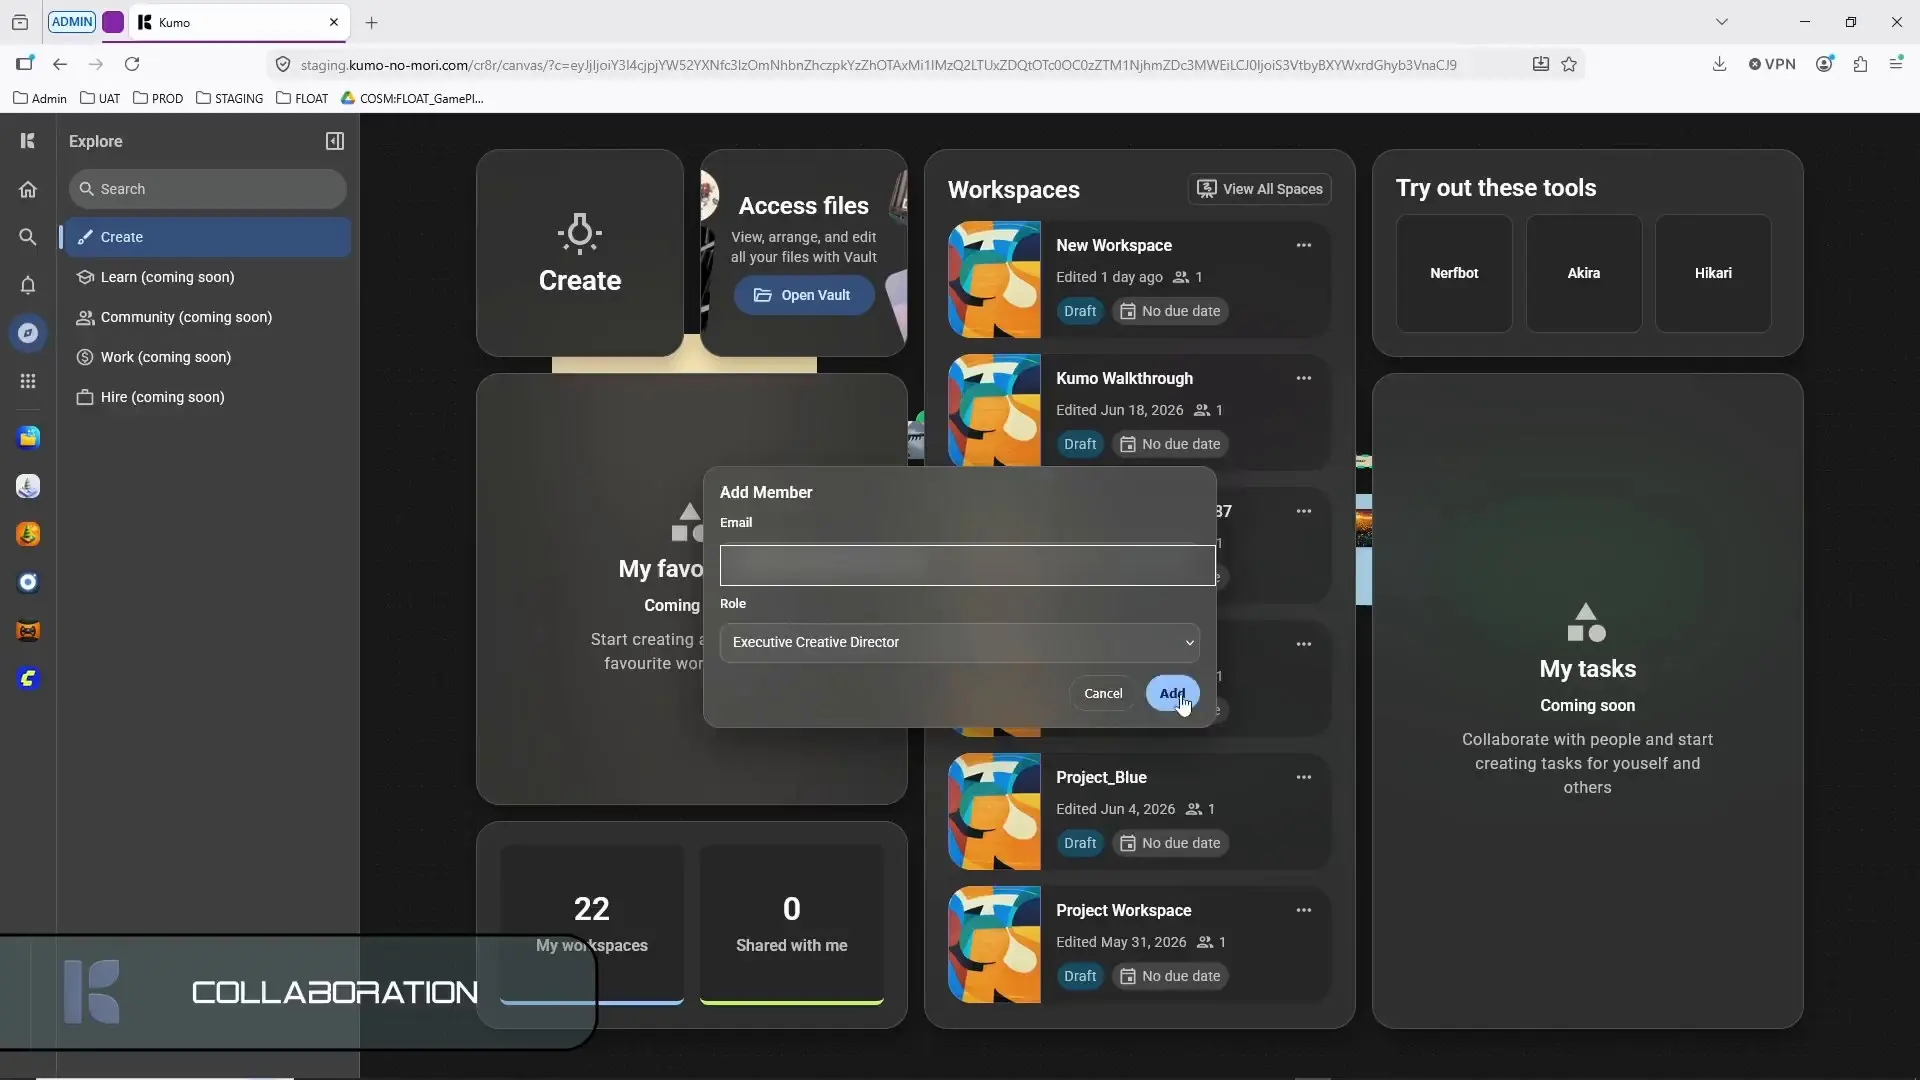 ADMIN
Kumo
staging.kumo-no-mori.com/cr8r/canvas/?c=eyJjIjoiY3I4cjpjYW52YXNfc3lzOmNhbnZhczpkYzZhOTAxMi1lMzQ2LTUxZDQtOTc0OC0zZTM1NjhmZDc3MWEiLCJ0IjoiS3VtbyBXYWxrdGhyb3VnaCJ9
VPN
Admin
UAT
PROD
STAGING
FLOAT
COSM:FLOAT_GamePl...
Explore
Search
Create
Learn (coming soon)
Community (coming soon)
Work (coming soon)
Hire (coming soon)
Create
Access files
View, arrange, and edit
all your files with Vault
Open Vault
My favo
Coming
Start creating a
favourite wor
22
My workspaces
0
Shared with me
Workspaces
View All Spaces
New Workspace
Edited 1 day ago 1
Draft No due date
Kumo Walkthrough
Edited Jun 18, 2026 1
Draft No due date
37
1
e
1
e
Project_Blue
Edited Jun 4, 2026 1
Draft No due date
Project Workspace
Edited May 31, 2026 1
Draft No due date
Try out these tools
Nerfbot
Akira
Hikari
My tasks
Coming soon
Collaborate with people and start
creating tasks for youself and
others
Add Member
Email
Role
Executive Creative Director
Cancel
Add
COLLABORATION